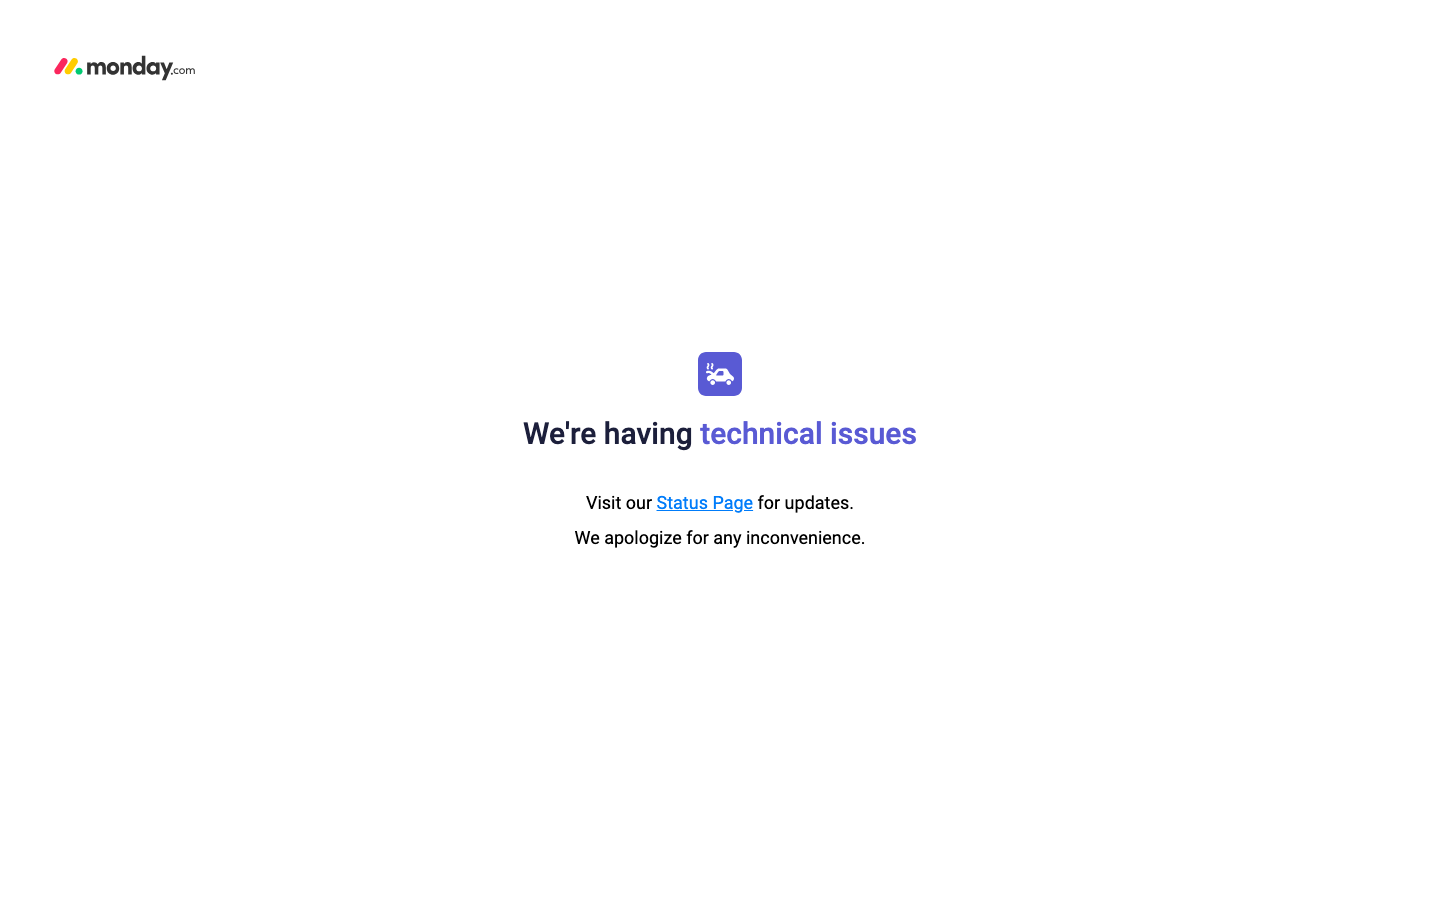 monday.com
We're having technical issues
Visit our Status Page for updates.
We apologize for any inconvenience.